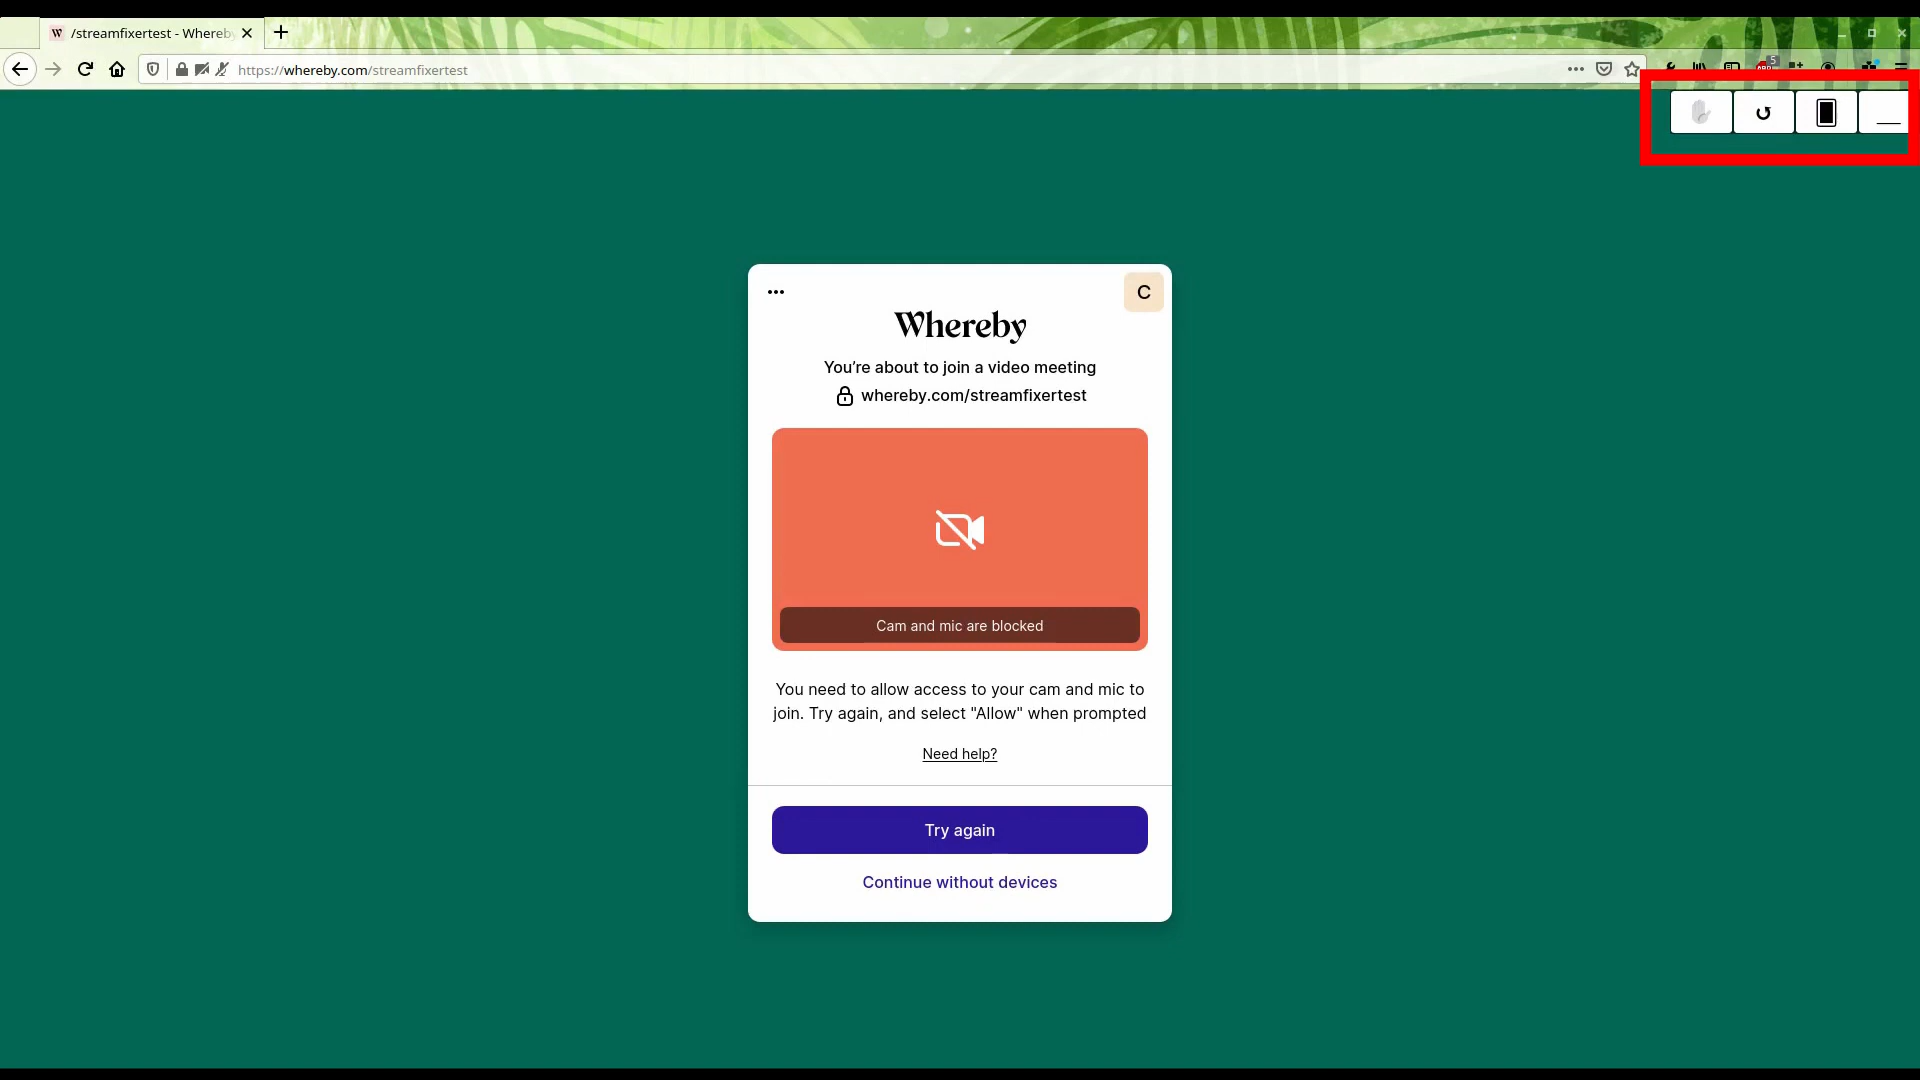 /streamfixertest - Whereb
https://whereby.com/streamfixertest
5
C
Whereby
You're about to join a video meeting
whereby.com/streamfixertest
Cam and mic are blocked
You need to allow access to your cam and mic to
join. Try again, and select "Allow" when prompted
Need help?
Try again
Continue without devices